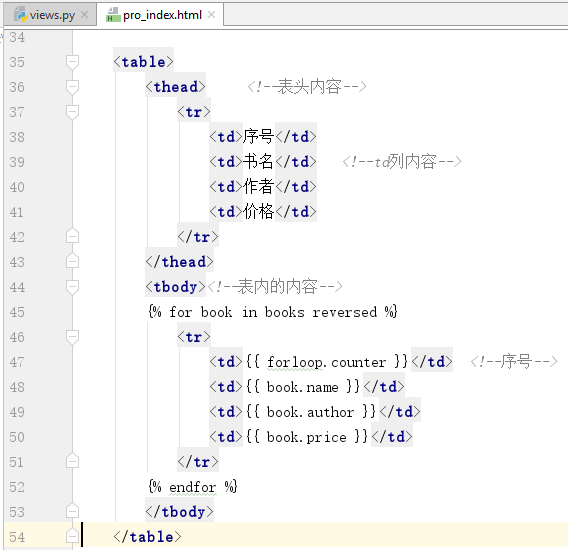 views.py × pro_index.html ×
34
35 <table>
36 <thead> <!--表头内容-->
37 <tr>
38 <td>序号</td>
39 <td>书名</td> <!--td列内容-->
40 <td>作者</td>
41 <td>价格</td>
42 </tr>
43 </thead>
44 <tbody><!--表内的内容-->
45 {% for book in books reversed %}
46 <tr>
47 <td>{{ forloop.counter }}</td> <!--序号-->
48 <td>{{ book.name }}</td>
49 <td>{{ book.author }}</td>
50 <td>{{ book.price }}</td>
51 </tr>
52 {% endfor %}
53 </tbody>
54 </table>